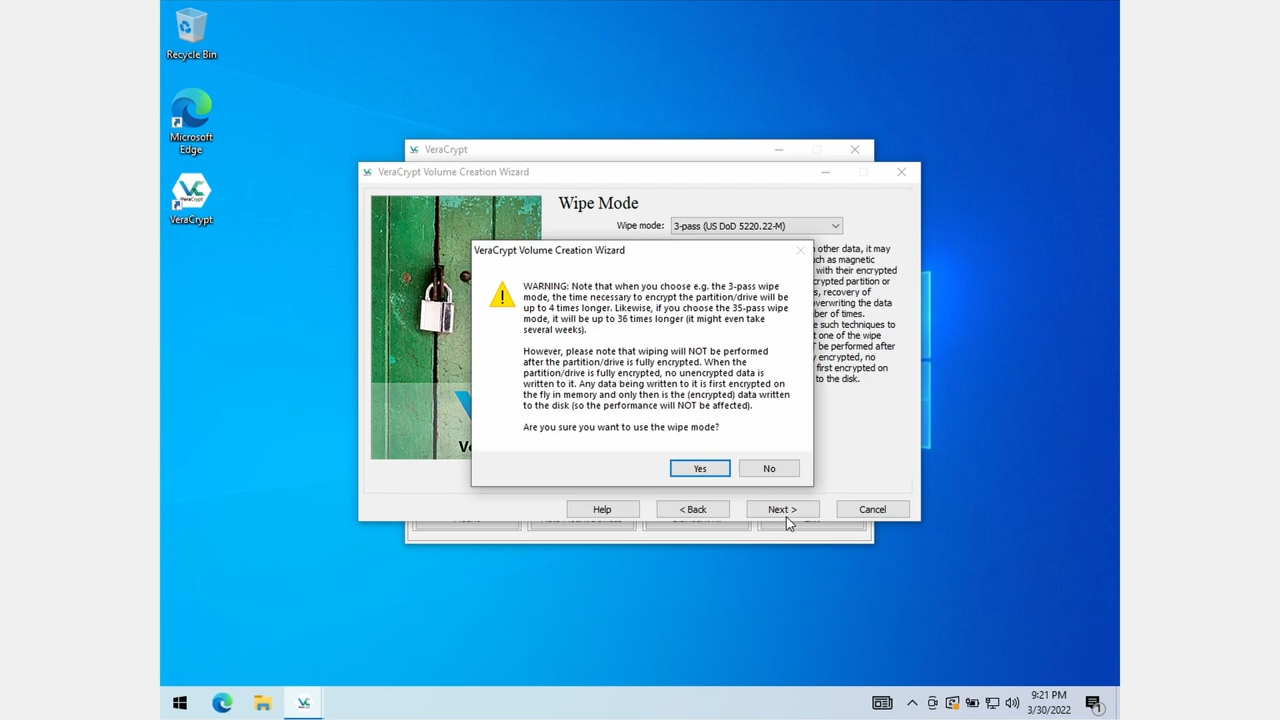 Recycle Bin
Microsoft
Edge
VeraCrypt
VeraCrypt
VeraCrypt Volume Creation Wizard
Wipe Mode
Wipe mode: 3-pass (US DoD 5220.22-M)
other data, it may
such as magnetic
with their encrypted
recovery of
overwriting the data
of times.
such techniques to
one of the wipe
be performed after
encrypted, no
first encrypted on
to the disk.
VeraCrypt Volume Creation Wizard
WARNING: Note that when you choose e.g. the 3-pass wipe
mode, the time necessary to encrypt the partition/drive will be
up to 4 times longer. Likewise, if you choose the 35-pass wipe
mode, it will be up to 36 times longer (it might even take
several weeks).
However, please note that wiping will NOT be performed
after the partition/drive is fully encrypted. When the
partition/drive is fully encrypted, no unencrypted data is
written to it. Any data being written to it is first encrypted on
the fly in memory and only then is the (encrypted) data written
to the disk (so the performance will NOT be affected).
Are you sure you want to use the wipe mode?
Yes No
Help < Back Next > Cancel
9:21 PM
3/30/2022
1